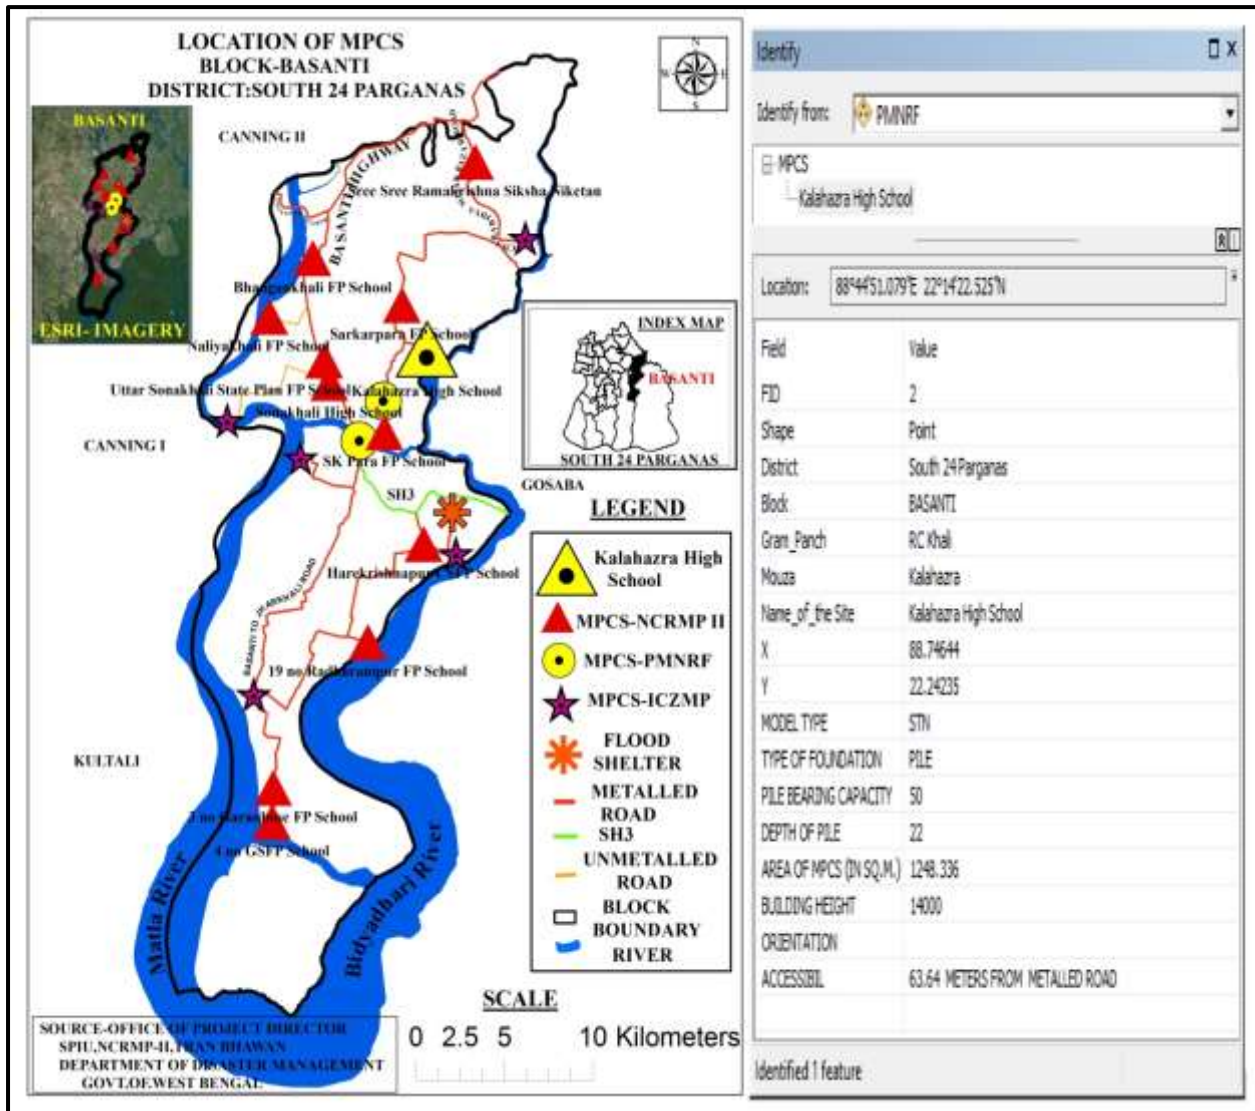 LOCATION OF MPCS
BLOCK-BASANTI
DISTRICT:SOUTH 24 PARGANAS
N
W
E
S
BASANTI
ESRI- IMAGERY
CANNING II
BASANTI HIGHWAY
Sree Sree Ramakrishna Siksha Niketan
Bhangankhali FP School
Sarkarpara FP School
Naliyakhali FP School
Uttar Sonakhali State Plan FP School
Kalahazra High School
Sonakhali High School
CANNING I
SK Para FP School
SH3
GOSABA
Harekrishnapur FP School
BASANTI TO JHARKHALI ROAD
19 no Radharanipur FP School
KULTALI
FP School
4 no GSFP School
Matla River
Bidyadhari River
INDEX MAP
BASANTI
SOUTH 24 PARGANAS
LEGEND
Kalahazra High
School
MPCS-NCRMP II
MPCS-PMNRF
MPCS-ICZMP
FLOOD
SHELTER
METALLED
ROAD
SH3
UNMETALLED
ROAD
BLOCK
BOUNDARY
RIVER
SCALE
0 2.5 5 10 Kilometers
SOURCE-OFFICE OF PROJECT DIRECTOR
SPIU,NCRMP-II,TRAN BHAWAN
DEPARTMENT OF DISASTER MANAGEMENT
GOVT.OF.WEST BENGAL
Identify
Identify from: PMNRF
MPCS
Kalahazra High School
Location: 88°44'51.079"E 22°14'22.525"N
Field Value
FID 2
Shape Point
District South 24 Parganas
Block BASANTI
Gram_Panch RC Khali
Mouza Kalahazra
Name_of_the Site Kalahazra High School
X 88.74644
Y 22.24235
MODEL TYPE STN
TYPE OF FOUNDATION PILE
PILE BEARING CAPACITY 50
DEPTH OF PILE 22
AREA OF MPCS (IN SQ.M.) 1248.336
BUILDING HEIGHT 14000
ORIENTATION
ACCESSIBIL 63.64 METERS FROM METALLED ROAD
Identified 1 feature